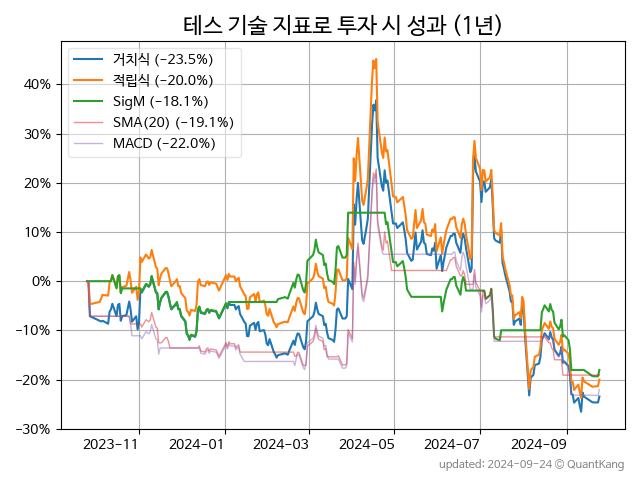 테스 기술 지표로 투자 시 성과 (1년)
거치식 (−23.5%)
적립식 (−20.0%)
SigM (−18.1%)
SMA(20) (−19.1%)
MACD (−22.0%)
40%
30%
20%
10%
0%
−10%
−20%
−30%
2023−11 2024−01 2024−03 2024−05 2024−07 2024−09
updated: 2024−09−24 © QuantKang